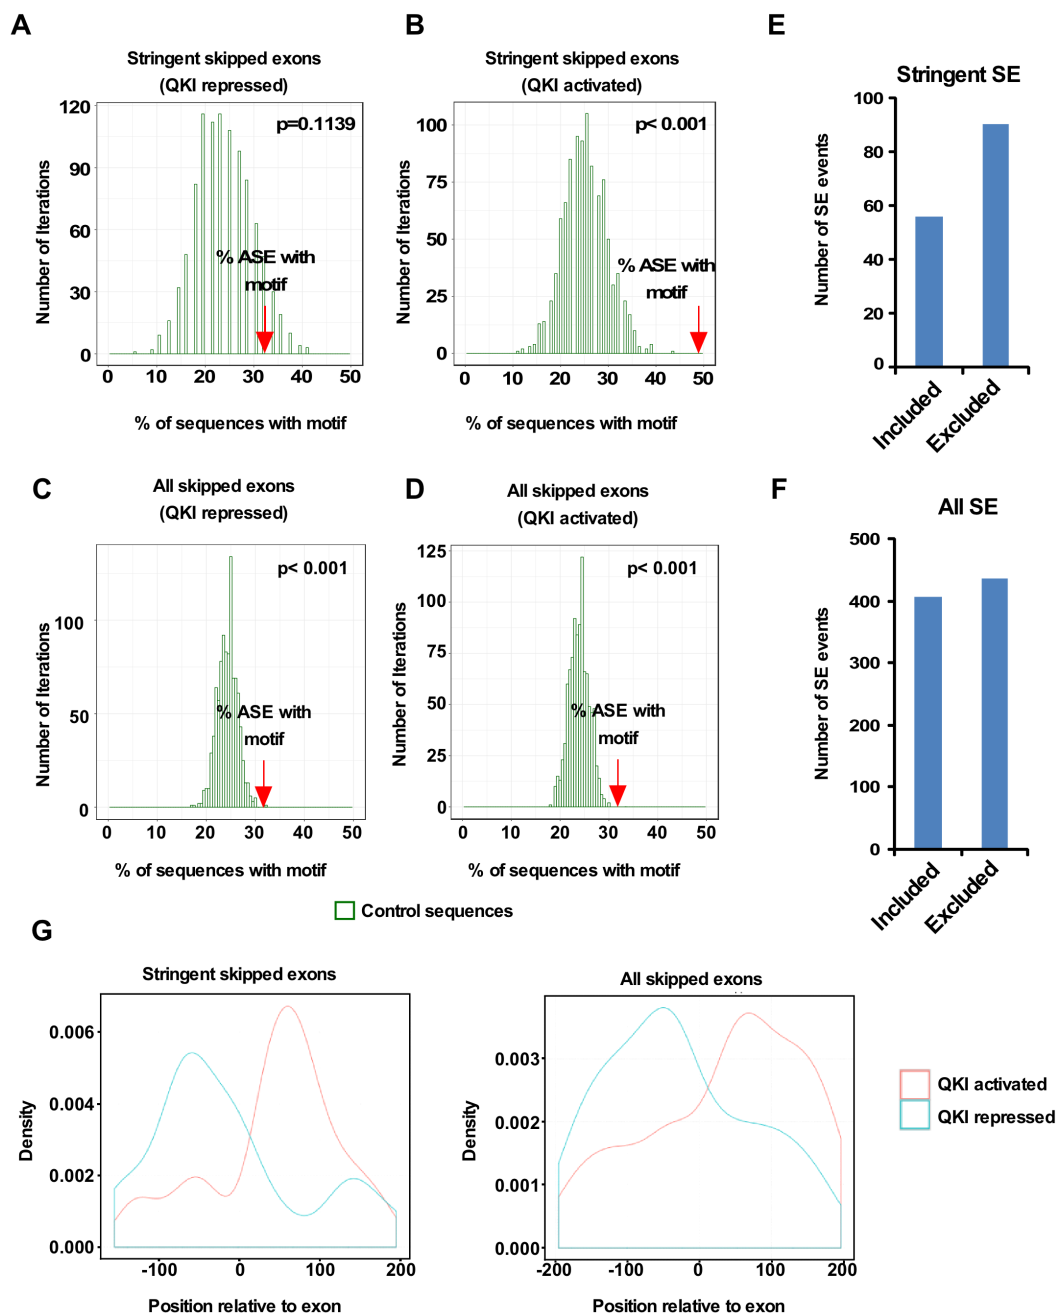 A
Stringent skipped exons
(QKI repressed)
p=0.1139
120
90
60
30
0
Number of Iterations
% ASE with
motif
0 10 20 30 40 50
% of sequences with motif
B
Stringent skipped exons
(QKI activated)
p< 0.001
100
75
50
25
0
Number of Iterations
% ASE with
motif
0 10 20 30 40 50
% of sequences with motif
E
Stringent SE
100
80
60
40
20
0
Number of SE events
Included
Excluded
C
All skipped exons
(QKI repressed)
p< 0.001
100
50
0
Number of Iterations
% ASE with
motif
0 10 20 30 40 50
% of sequences with motif
D
All skipped exons
(QKI activated)
p< 0.001
125
100
75
50
25
0
Number of Iterations
% ASE with
motif
0 10 20 30 40 50
% of sequences with motif
F
All SE
500
400
300
200
100
0
Number of SE events
Included
Excluded
Control sequences
G
Stringent skipped exons
0.006
0.004
0.002
0.000
Density
-100 0 100 200
Position relative to exon
All skipped exons
0.003
0.002
0.001
0.000
Density
-200 -100 0 100 200
Position relative to exon
QKI activated
QKI repressed